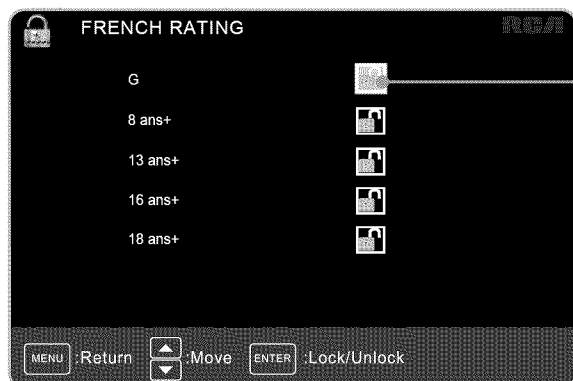 FRENCH RATING
RCA
G
8 ans+
13 ans+
16 ans+
18 ans+
MENU :Return :Move ENTER :Lock/Unlock